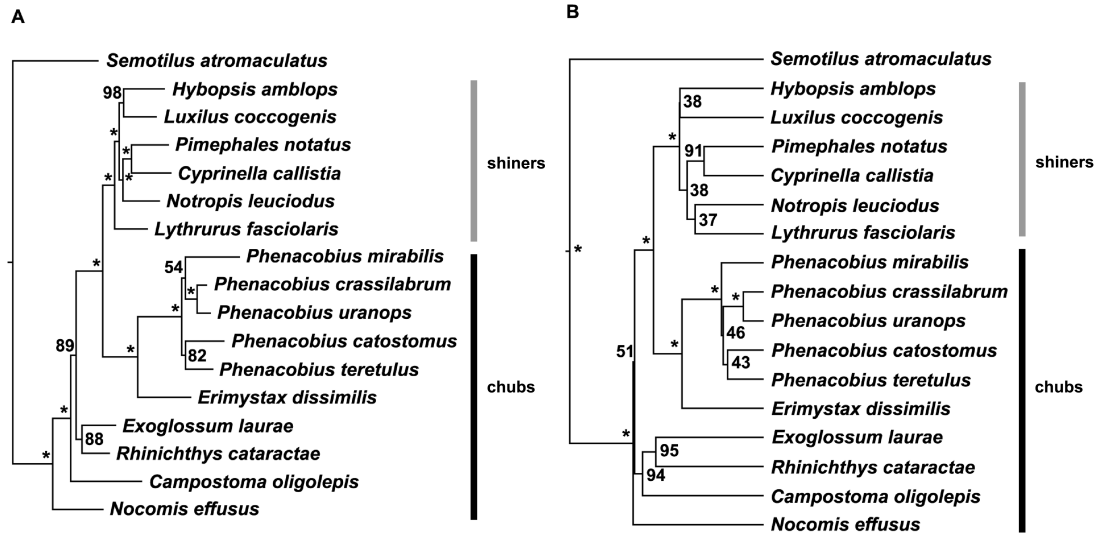 A
Semotilus atromaculatus
98
Hybopsis amblops
Luxilus coccogenis
*
*
Pimephales notatus
Cyprinella callistia
*
*
Notropis leuciodus
Lythrurus fasciolaris
shiners
*
Phenacobius mirabilis
54
Phenacobius crassilabrum
*
Phenacobius uranops
*
Phenacobius catostomus
82
Phenacobius teretulus
*
Erimystax dissimilis
89
chubs
*
Exoglossum laurae
88
Rhinichthys cataractae
*
Campostoma oligolepis
Nocomis effusus
B
Semotilus atromaculatus
Hybopsis amblops
38
Luxilus coccogenis
*
Pimephales notatus
91
Cyprinella callistia
38
Notropis leuciodus
37
Lythrurus fasciolaris
shiners
*
*
Phenacobius mirabilis
*
Phenacobius crassilabrum
*
Phenacobius uranops
46
Phenacobius catostomus
43
Phenacobius teretulus
*
Erimystax dissimilis
51
chubs
*
Exoglossum laurae
95
Rhinichthys cataractae
94
Campostoma oligolepis
Nocomis effusus